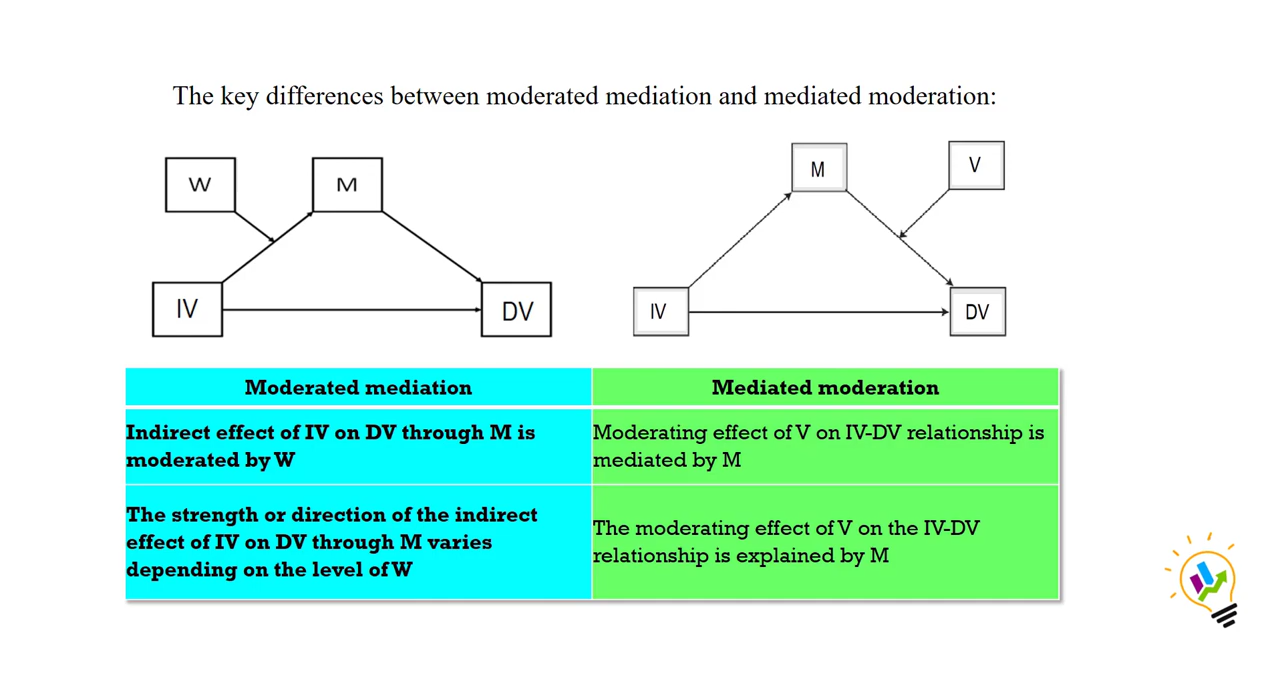 The key differences between moderated mediation and mediated moderation:
W
M
IV
DV
M
V
IV
DV
Moderated mediation
Mediated moderation
Indirect effect of IV on DV through M is
moderated by W
Moderating effect of V on IV-DV relationship is
mediated by M
The strength or direction of the indirect
effect of IV on DV through M varies
depending on the level of W
The moderating effect of V on the IV-DV
relationship is explained by M